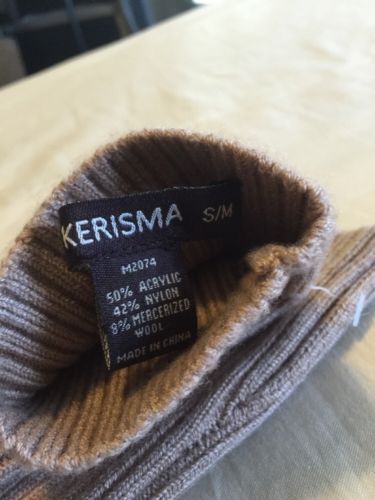 KERISMA S/M
M2074
50% ACRYLIC
42% NYLON
8% MERCERIZED
WOOL
MADE IN CHINA